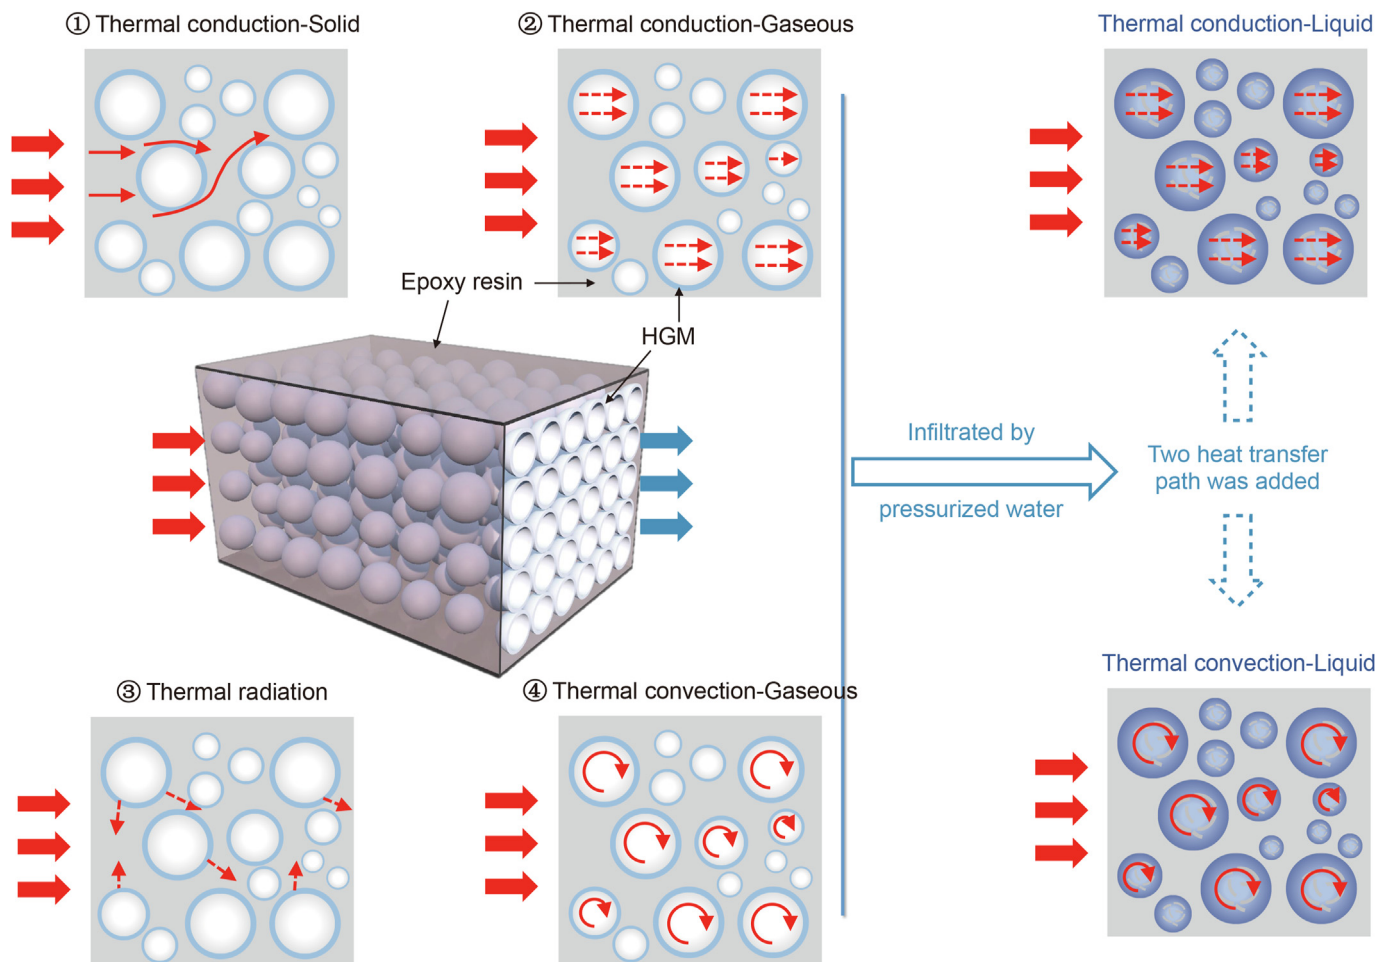 ① Thermal conduction-Solid
② Thermal conduction-Gaseous
Thermal conduction-Liquid
Epoxy resin
HGM
Infiltrated by
pressurized water
Two heat transfer
path was added
③ Thermal radiation
④ Thermal convection-Gaseous
Thermal convection-Liquid